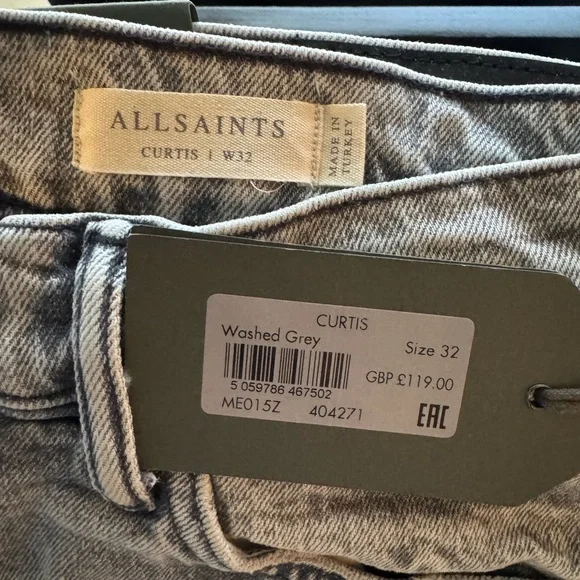 ALLSAINTS
CURTIS | W32
MADE IN
TURKEY
CURTIS
Washed Grey
Size 32
5 059786 467502
GBP £119.00
ME015Z 404271
EAC